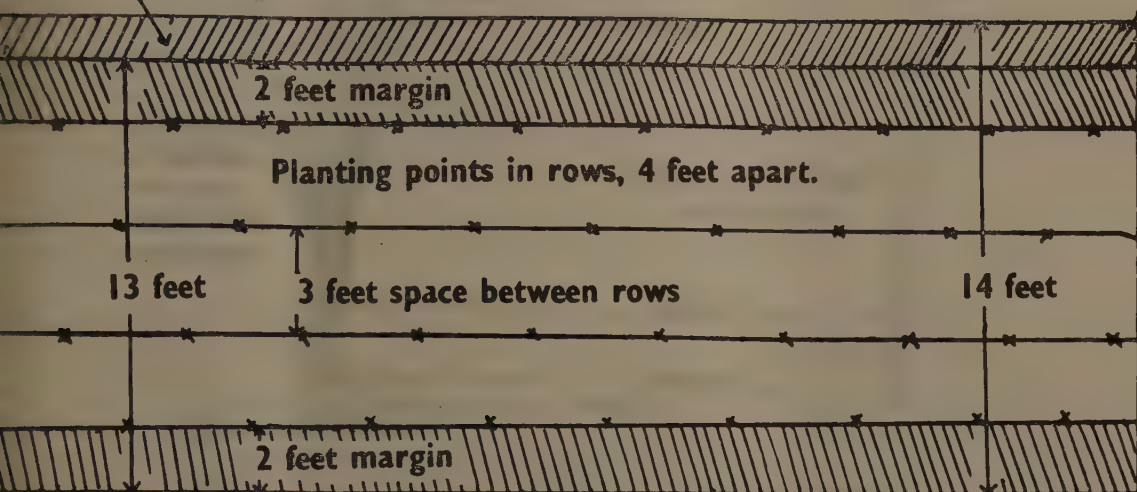 2 feet margin
Planting points in rows, 4 feet apart.
13 feet
3 feet space between rows
14 feet
2 feet margin